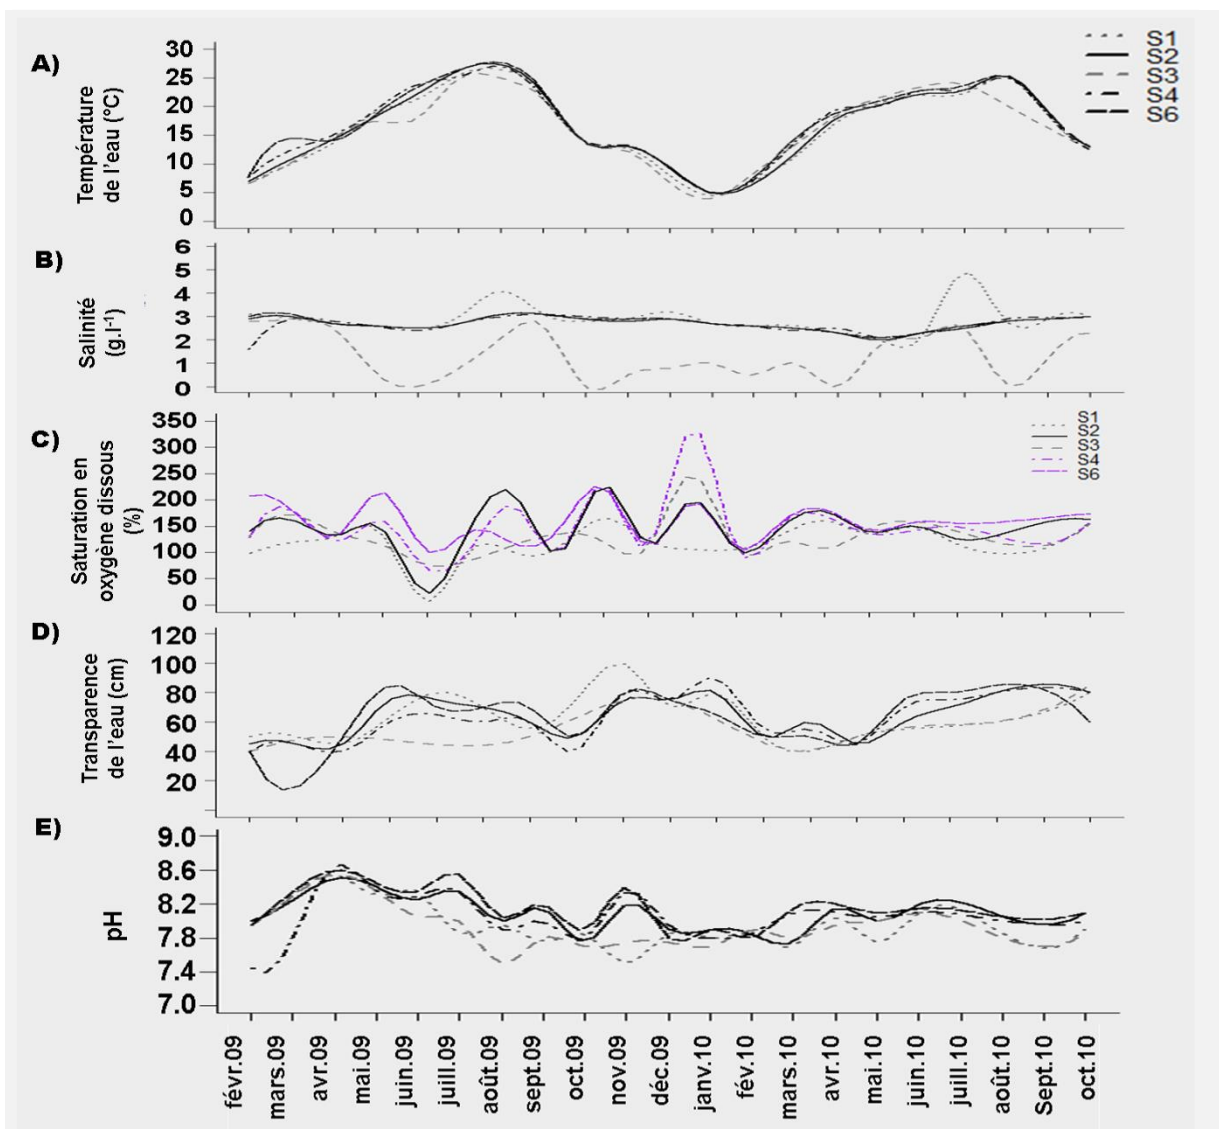 A)
Température
de l'eau (°C)
30
25
20
15
10
5
0
S1
S2
S3
S4
S6
B)
Salinité
(g.l-1)
6
5
4
3
2
1
0
C)
Saturation en
oxygène dissous
(%)
350
300
250
200
150
100
50
0
S1
S2
S3
S4
S6
D)
Transparence
de l'eau (cm)
120
100
80
60
40
20
E)
pH
9.0
8.6
8.2
7.8
7.4
7.0
févr.09
mars.09
avr.09
mai.09
juin.09
juill.09
août.09
sept.09
oct.09
nov.09
déc.09
janv.10
fév.10
mars.10
avr.10
mai.10
juin.10
juill.10
août.10
Sept.10
oct.10